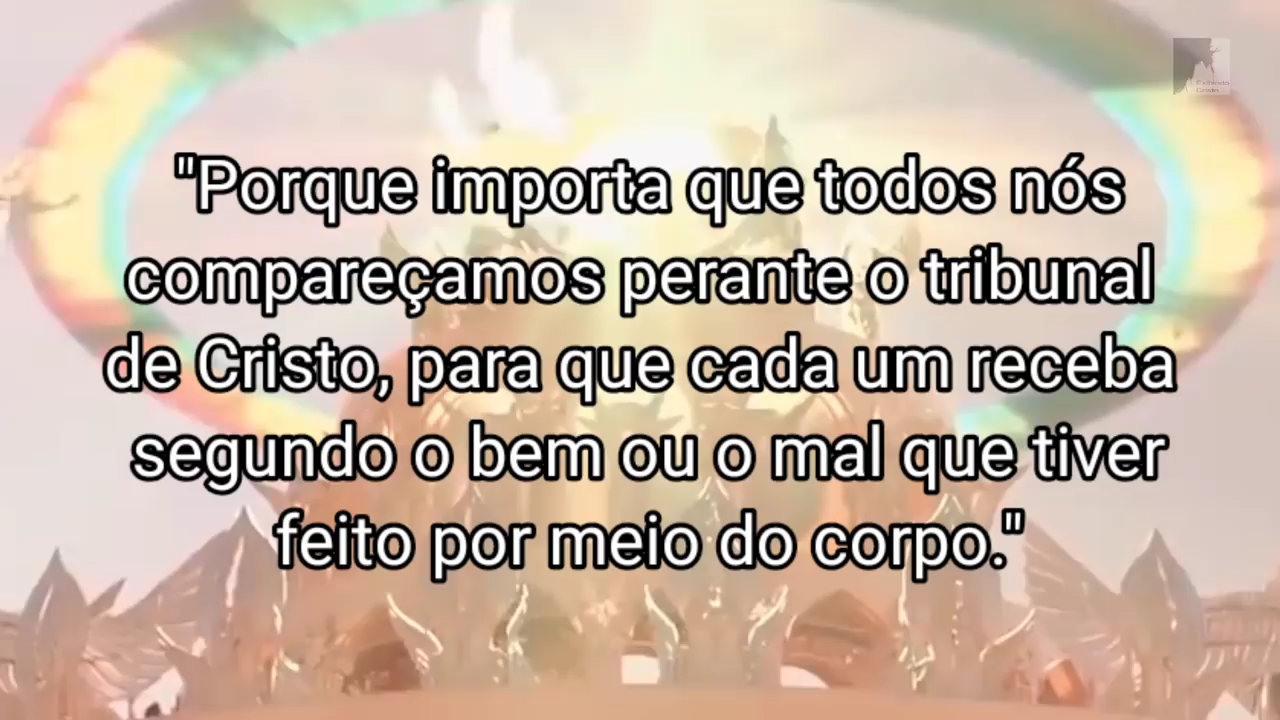 "Porque importa que todos nós
compareçamos perante o tribunal
de Cristo, para que cada um receba
segundo o bem ou o mal que tiver
feito por meio do corpo."